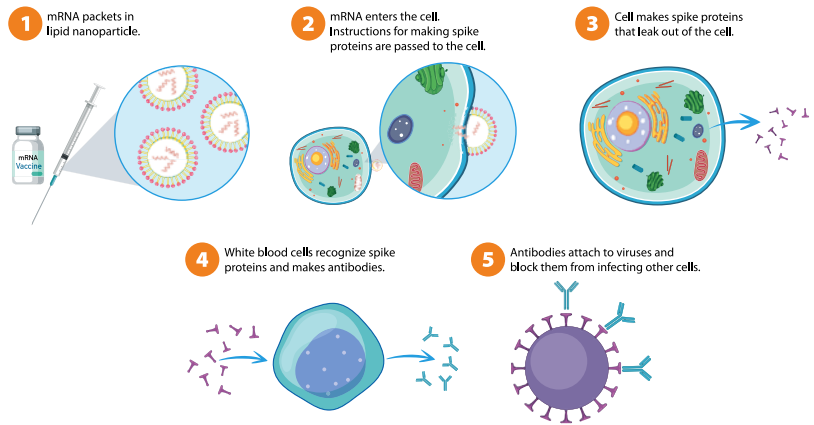 1
mRNA packets in
lipid nanoparticle.
2
mRNA enters the cell.
Instructions for making spike
proteins are passed to the cell.
3
Cell makes spike proteins
that leak out of the cell.
mRNA
Vaccine
4
White blood cells recognize spike
proteins and makes antibodies.
5
Antibodies attach to viruses and
block them from infecting other cells.